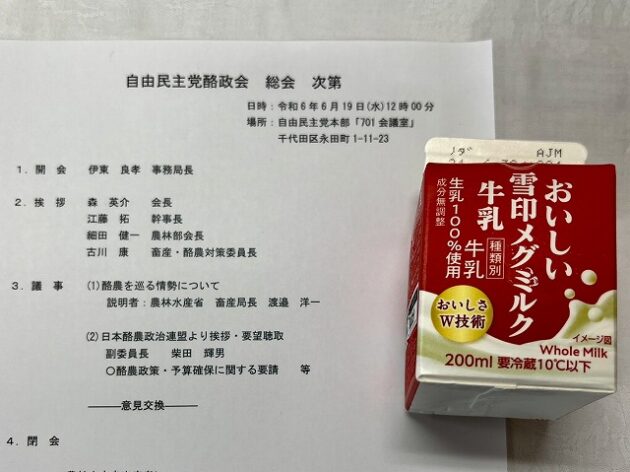 自由民主党酪政会　総会　次第
日時：令和6年6月19日(水)12時00分
場所：自由民主党本部「701会議室」
千代田区永田町1-11-23
1．開　会　伊東　良孝　事務局長
2．挨　拶　森　英介　会長
江藤　拓　幹事長
細田　健一　農林部会長
古川　康　畜産・酪農対策委員長
3．議　事　(1)酪農を巡る情勢について
説明者：農林水産省　畜産局長　渡邉　洋一
(2)日本酪農政治連盟より挨拶・要望聴取
副委員長　柴田　輝男
〇酪農政策・予算確保に関する要請　等
―――意見交換―――
4．閉　会
AJM
おいしい
雪印メグミルク
牛乳
種類別
牛乳
生乳100％使用
成分無調整
おいしさ
W技術
イメージ図
Whole Milk
200ml 要冷蔵10℃以下